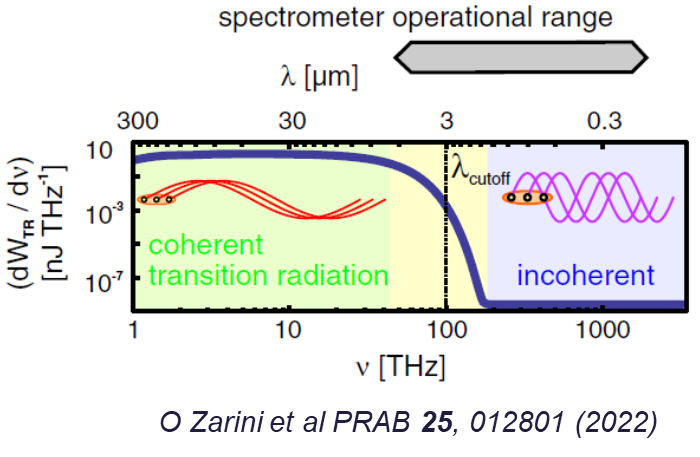 spectrometer operational range
λ [μm]
300 30 3 0.3
10
10⁻³
10⁻⁷
(dW_TR / dν)
[nJ THz⁻¹]
λ_cutoff
coherent
transition radiation
incoherent
1 10 100 1000
ν [THz]
O Zarini et al PRAB 25, 012801 (2022)